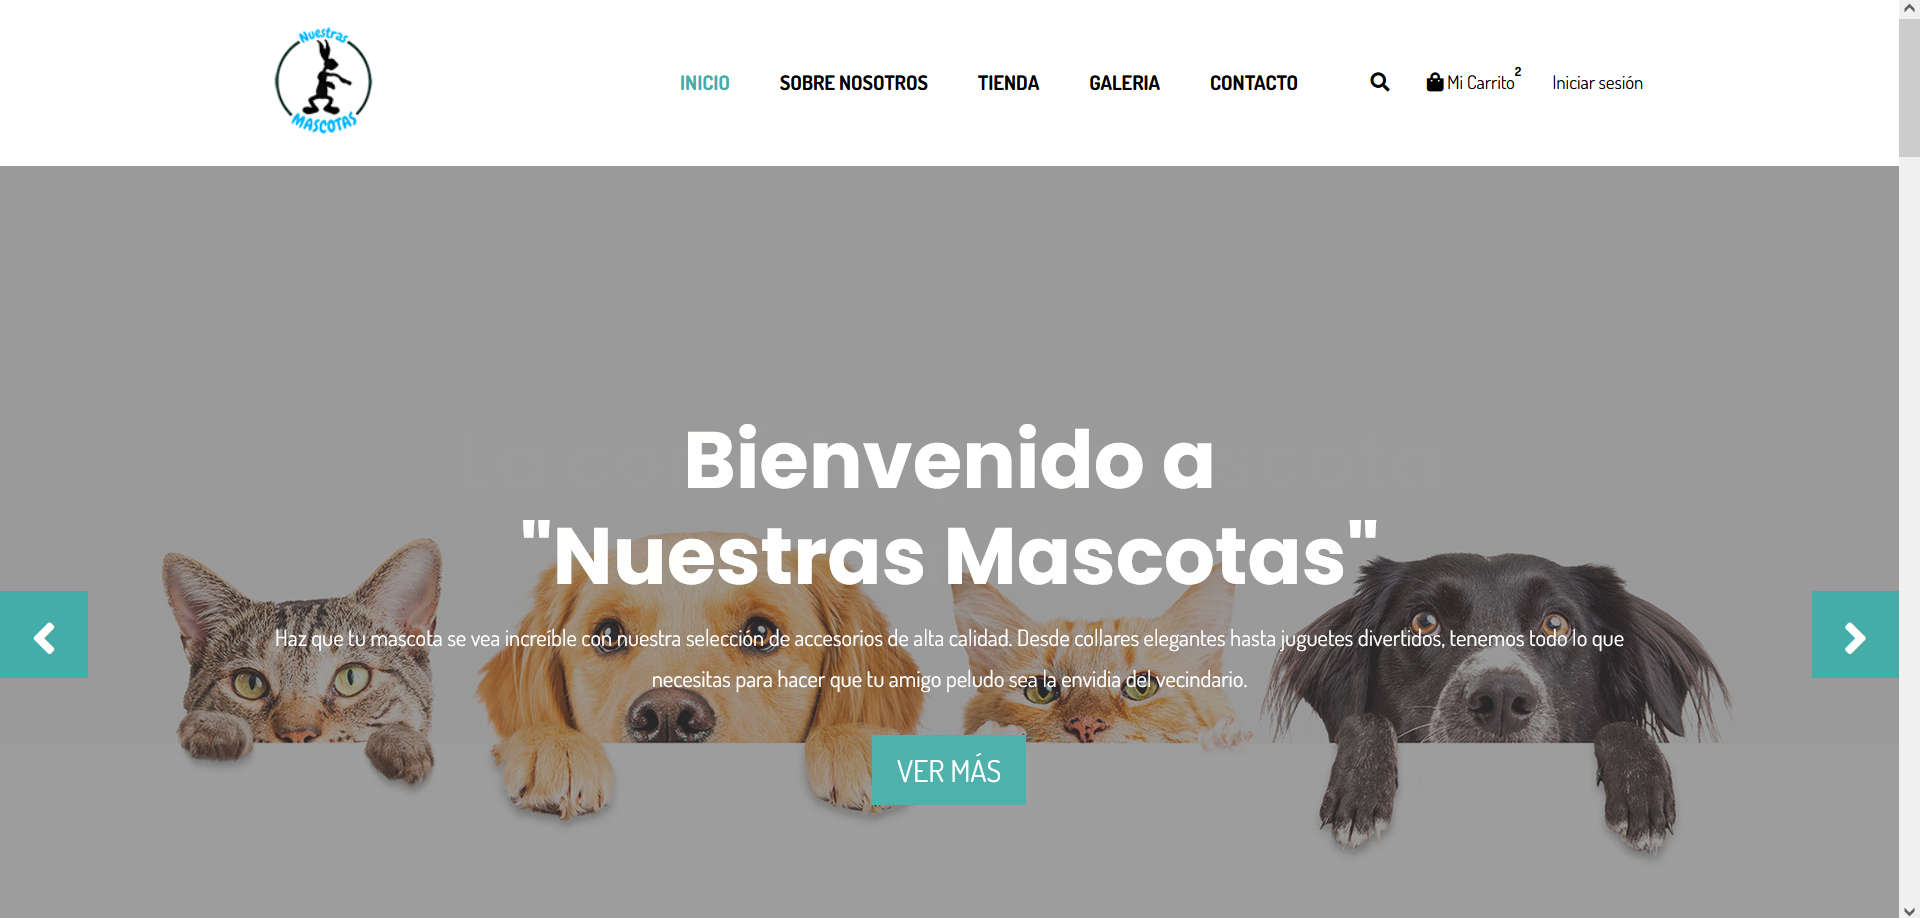 Nuestras
MASCOTAS
INICIO
SOBRE NOSOTROS
TIENDA
GALERIA
CONTACTO
Mi Carrito 2
Iniciar sesión
Bienvenido a
"Nuestras Mascotas"
Haz que tu mascota se vea increíble con nuestra selección de accesorios de alta calidad. Desde collares elegantes hasta juguetes divertidos, tenemos todo lo que
necesitas para hacer que tu amigo peludo sea la envidia del vecindario.
VER MÁS